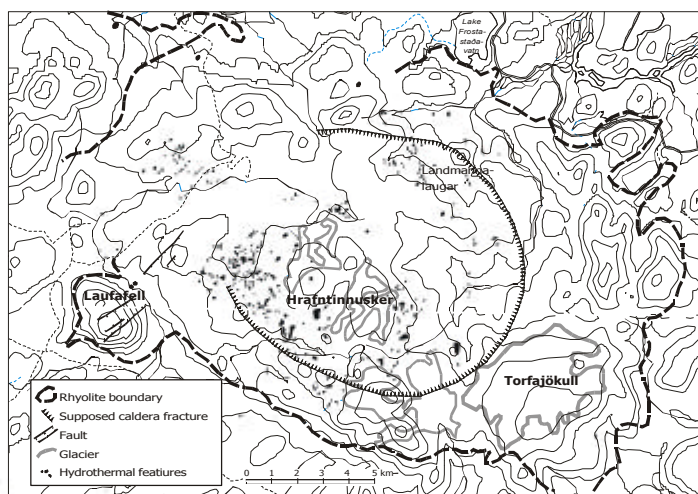 Lake
Frosta-
staða-
vatn
Landmanna-
laugar
Hrafntinnusker
Laufafell
Torfajökull
Rhyolite boundary
Supposed caldera fracture
Fault
Glacier
Hydrothermal featiures
0 1 2 3 4 5 km